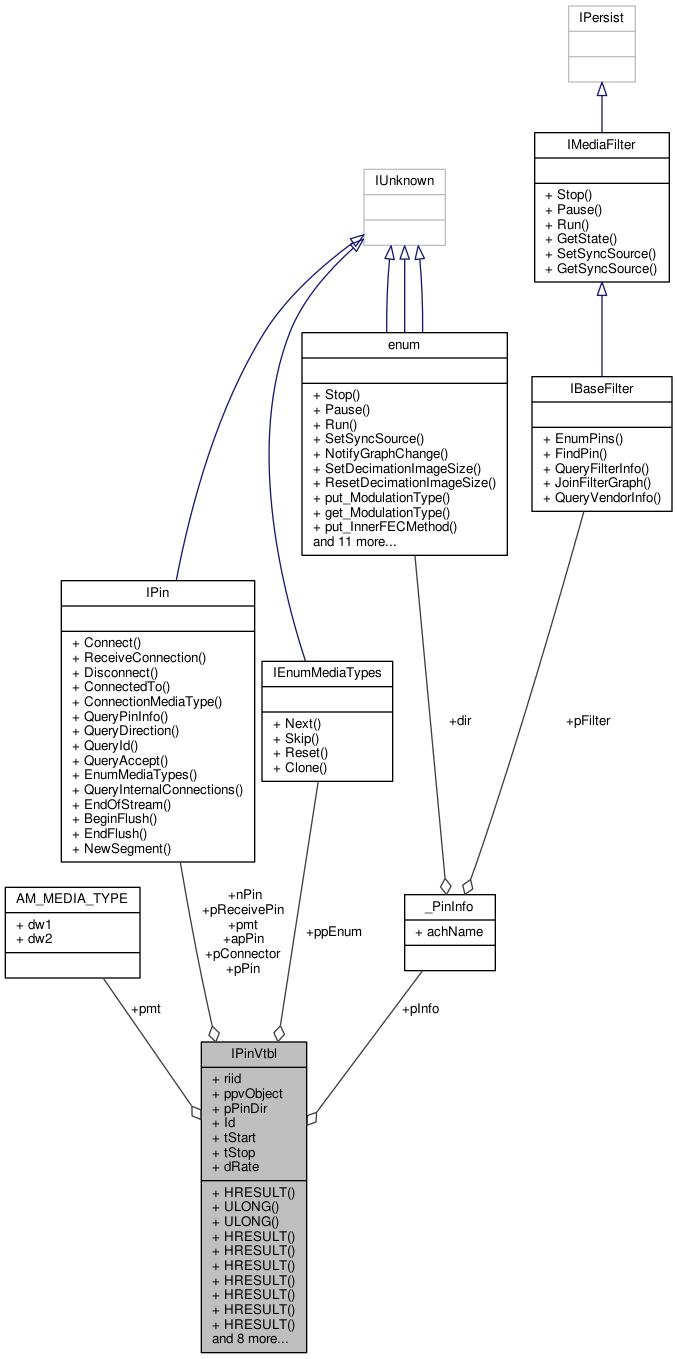 IPersist
IMediaFilter
+ Stop()
+ Pause()
+ Run()
+ GetState()
+ SetSyncSource()
+ GetSyncSource()
IUnknown
enum
+ Stop()
+ Pause()
+ Run()
+ SetSyncSource()
+ NotifyGraphChange()
+ SetDecimationImageSize()
+ ResetDecimationImageSize()
+ put_ModulationType()
+ get_ModulationType()
+ put_InnerFECMethod()
and 11 more...
IBaseFilter
+ EnumPins()
+ FindPin()
+ QueryFilterInfo()
+ JoinFilterGraph()
+ QueryVendorInfo()
IPin
+ Connect()
+ ReceiveConnection()
+ Disconnect()
+ ConnectedTo()
+ ConnectionMediaType()
+ QueryPinInfo()
+ QueryDirection()
+ QueryId()
+ QueryAccept()
+ EnumMediaTypes()
+ QueryInternalConnections()
+ EndOfStream()
+ BeginFlush()
+ EndFlush()
+ NewSegment()
IEnumMediaTypes
+ Next()
+ Skip()
+ Reset()
+ Clone()
+dir
+pFilter
AM_MEDIA_TYPE
+ dw1
+ dw2
+nPin
+pReceivePin
+pmt
+apPin
+pConnector
+pPin
+ppEnum
_PinInfo
+ achName
+pmt
+pInfo
IPinVtbl
+ riid
+ ppvObject
+ pPinDir
+ Id
+ tStart
+ tStop
+ dRate
+ HRESULT()
+ ULONG()
+ ULONG()
+ HRESULT()
+ HRESULT()
+ HRESULT()
+ HRESULT()
+ HRESULT()
+ HRESULT()
+ HRESULT()
and 8 more...